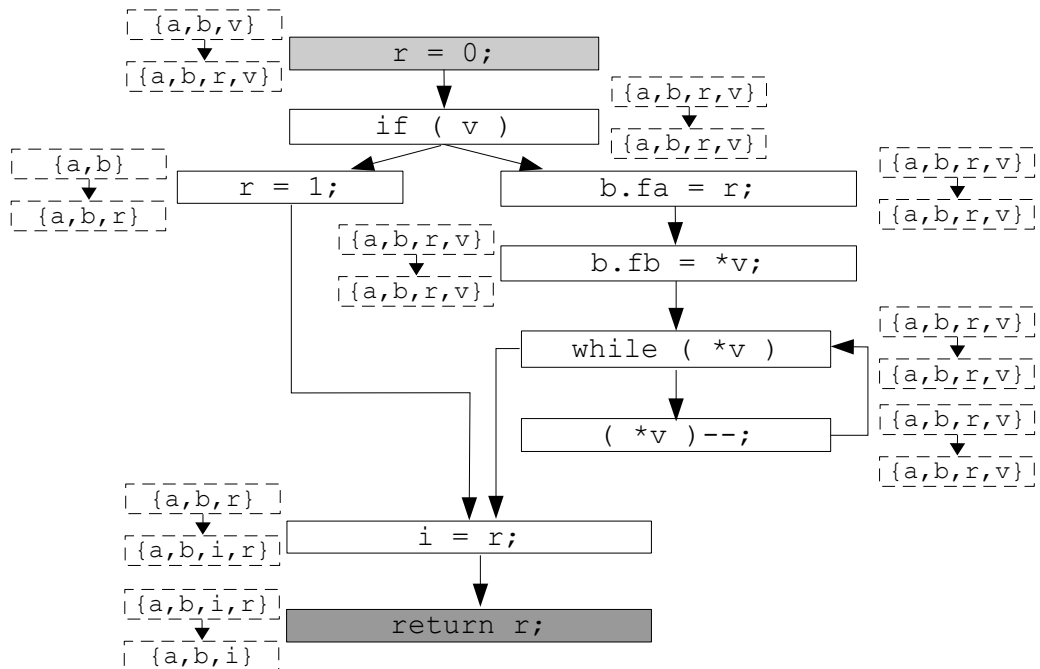 {a,b,v}
{a,b,r,v}
r = 0;
if ( v )
{a,b,r,v}
{a,b,r,v}
{a,b}
{a,b,r}
r = 1;
b.fa = r;
{a,b,r,v}
{a,b,r,v}
{a,b,r,v}
{a,b,r,v}
b.fb = *v;
while ( *v )
{a,b,r,v}
{a,b,r,v}
( *v )--;
{a,b,r,v}
{a,b,r,v}
{a,b,r}
{a,b,i,r}
i = r;
{a,b,i,r}
{a,b,i}
return r;